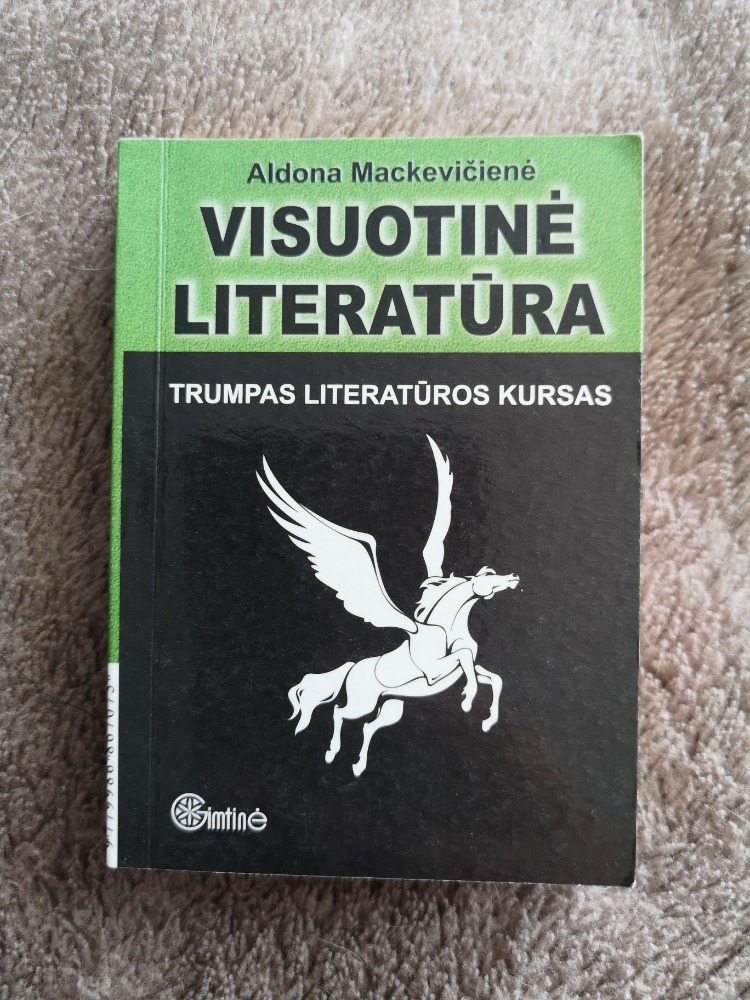 Aldona Mackevičienė
VISUOTINĖ
LITERATŪRA
TRUMPAS LITERATŪROS KURSAS
Gimtinė